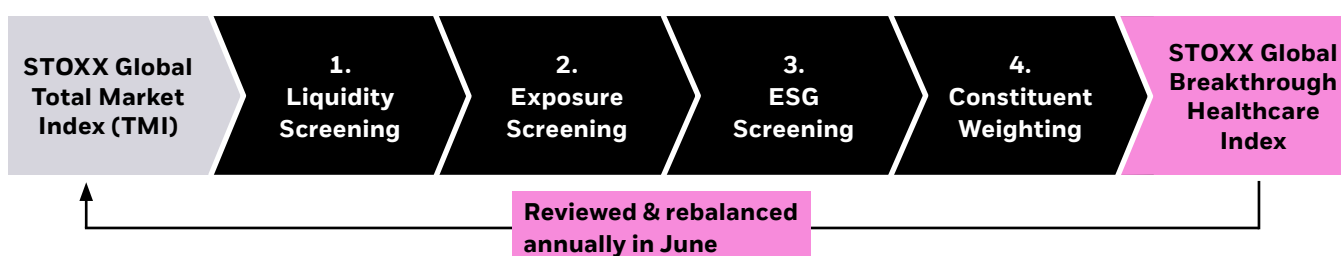 STOXX Global
Total Market
Index (TMI)
1.
Liquidity
Screening
2.
Exposure
Screening
3.
ESG
Screening
4.
Constituent
Weighting
STOXX Global
Breakthrough
Healthcare
Index
Reviewed & rebalanced
annually in June